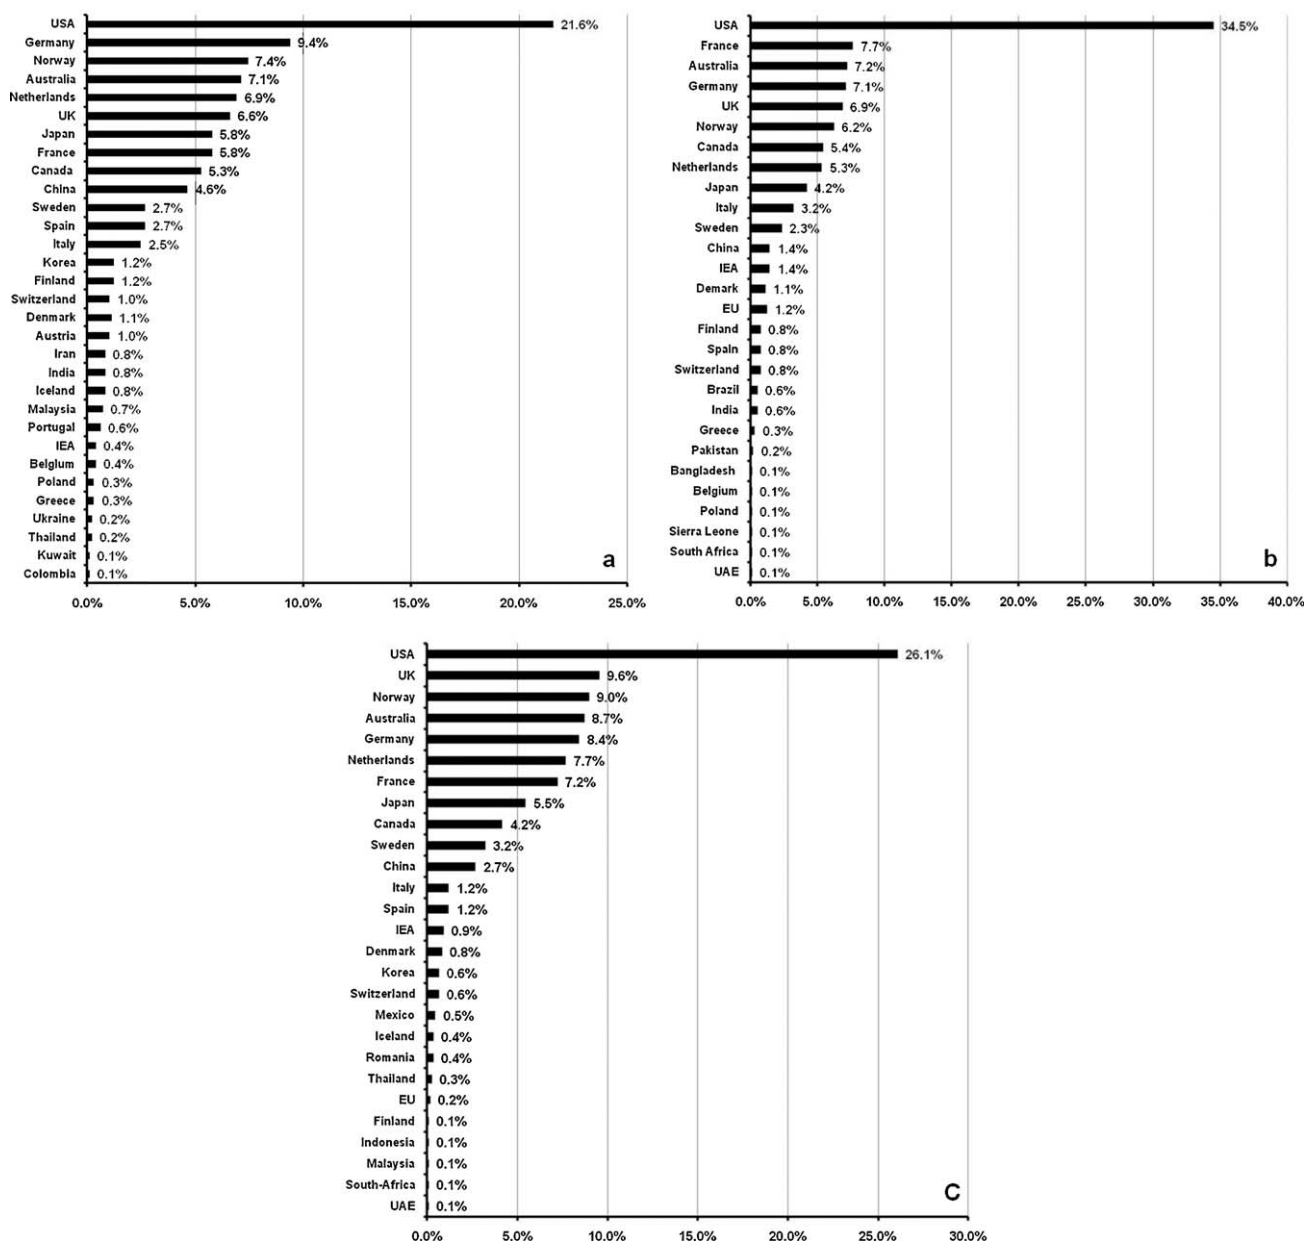 USA 21.6%
Germany 9.4%
Norway 7.4%
Australia 7.1%
Netherlands 6.9%
UK 6.6%
Japan 5.8%
France 5.8%
Canada 5.3%
China 4.6%
Sweden 2.7%
Spain 2.7%
Italy 2.5%
Korea 1.2%
Finland 1.2%
Switzerland 1.0%
Denmark 1.1%
Austria 1.0%
Iran 0.8%
India 0.8%
Iceland 0.8%
Malaysia 0.7%
Portugal 0.6%
IEA 0.4%
Belgium 0.4%
Poland 0.3%
Greece 0.3%
Ukraine 0.2%
Thailand 0.2%
Kuwait 0.1%
Colombia 0.1%
a
0.0% 5.0% 10.0% 15.0% 20.0% 25.0%
USA 34.5%
France 7.7%
Australia 7.2%
Germany 7.1%
UK 6.9%
Norway 6.2%
Canada 5.4%
Netherlands 5.3%
Japan 4.2%
Italy 3.2%
Sweden 2.3%
China 1.4%
IEA 1.4%
Demark 1.1%
EU 1.2%
Finland 0.8%
Spain 0.8%
Switzerland 0.8%
Brazil 0.6%
India 0.6%
Greece 0.3%
Pakistan 0.2%
Bangladesh 0.1%
Belgium 0.1%
Poland 0.1%
Sierra Leone 0.1%
South Africa 0.1%
UAE 0.1%
b
0.0% 5.0% 10.0% 15.0% 20.0% 25.0% 30.0% 35.0% 40.0%
USA 26.1%
UK 9.6%
Norway 9.0%
Australia 8.7%
Germany 8.4%
Netherlands 7.7%
France 7.2%
Japan 5.5%
Canada 4.2%
Sweden 3.2%
China 2.7%
Italy 1.2%
Spain 1.2%
IEA 0.9%
Denmark 0.8%
Korea 0.6%
Switzerland 0.6%
Mexico 0.5%
Iceland 0.4%
Romania 0.4%
Thailand 0.3%
EU 0.2%
Finland 0.1%
Indonesia 0.1%
Malaysia 0.1%
South-Africa 0.1%
UAE 0.1%
C
0.0% 5.0% 10.0% 15.0% 20.0% 25.0% 30.0%